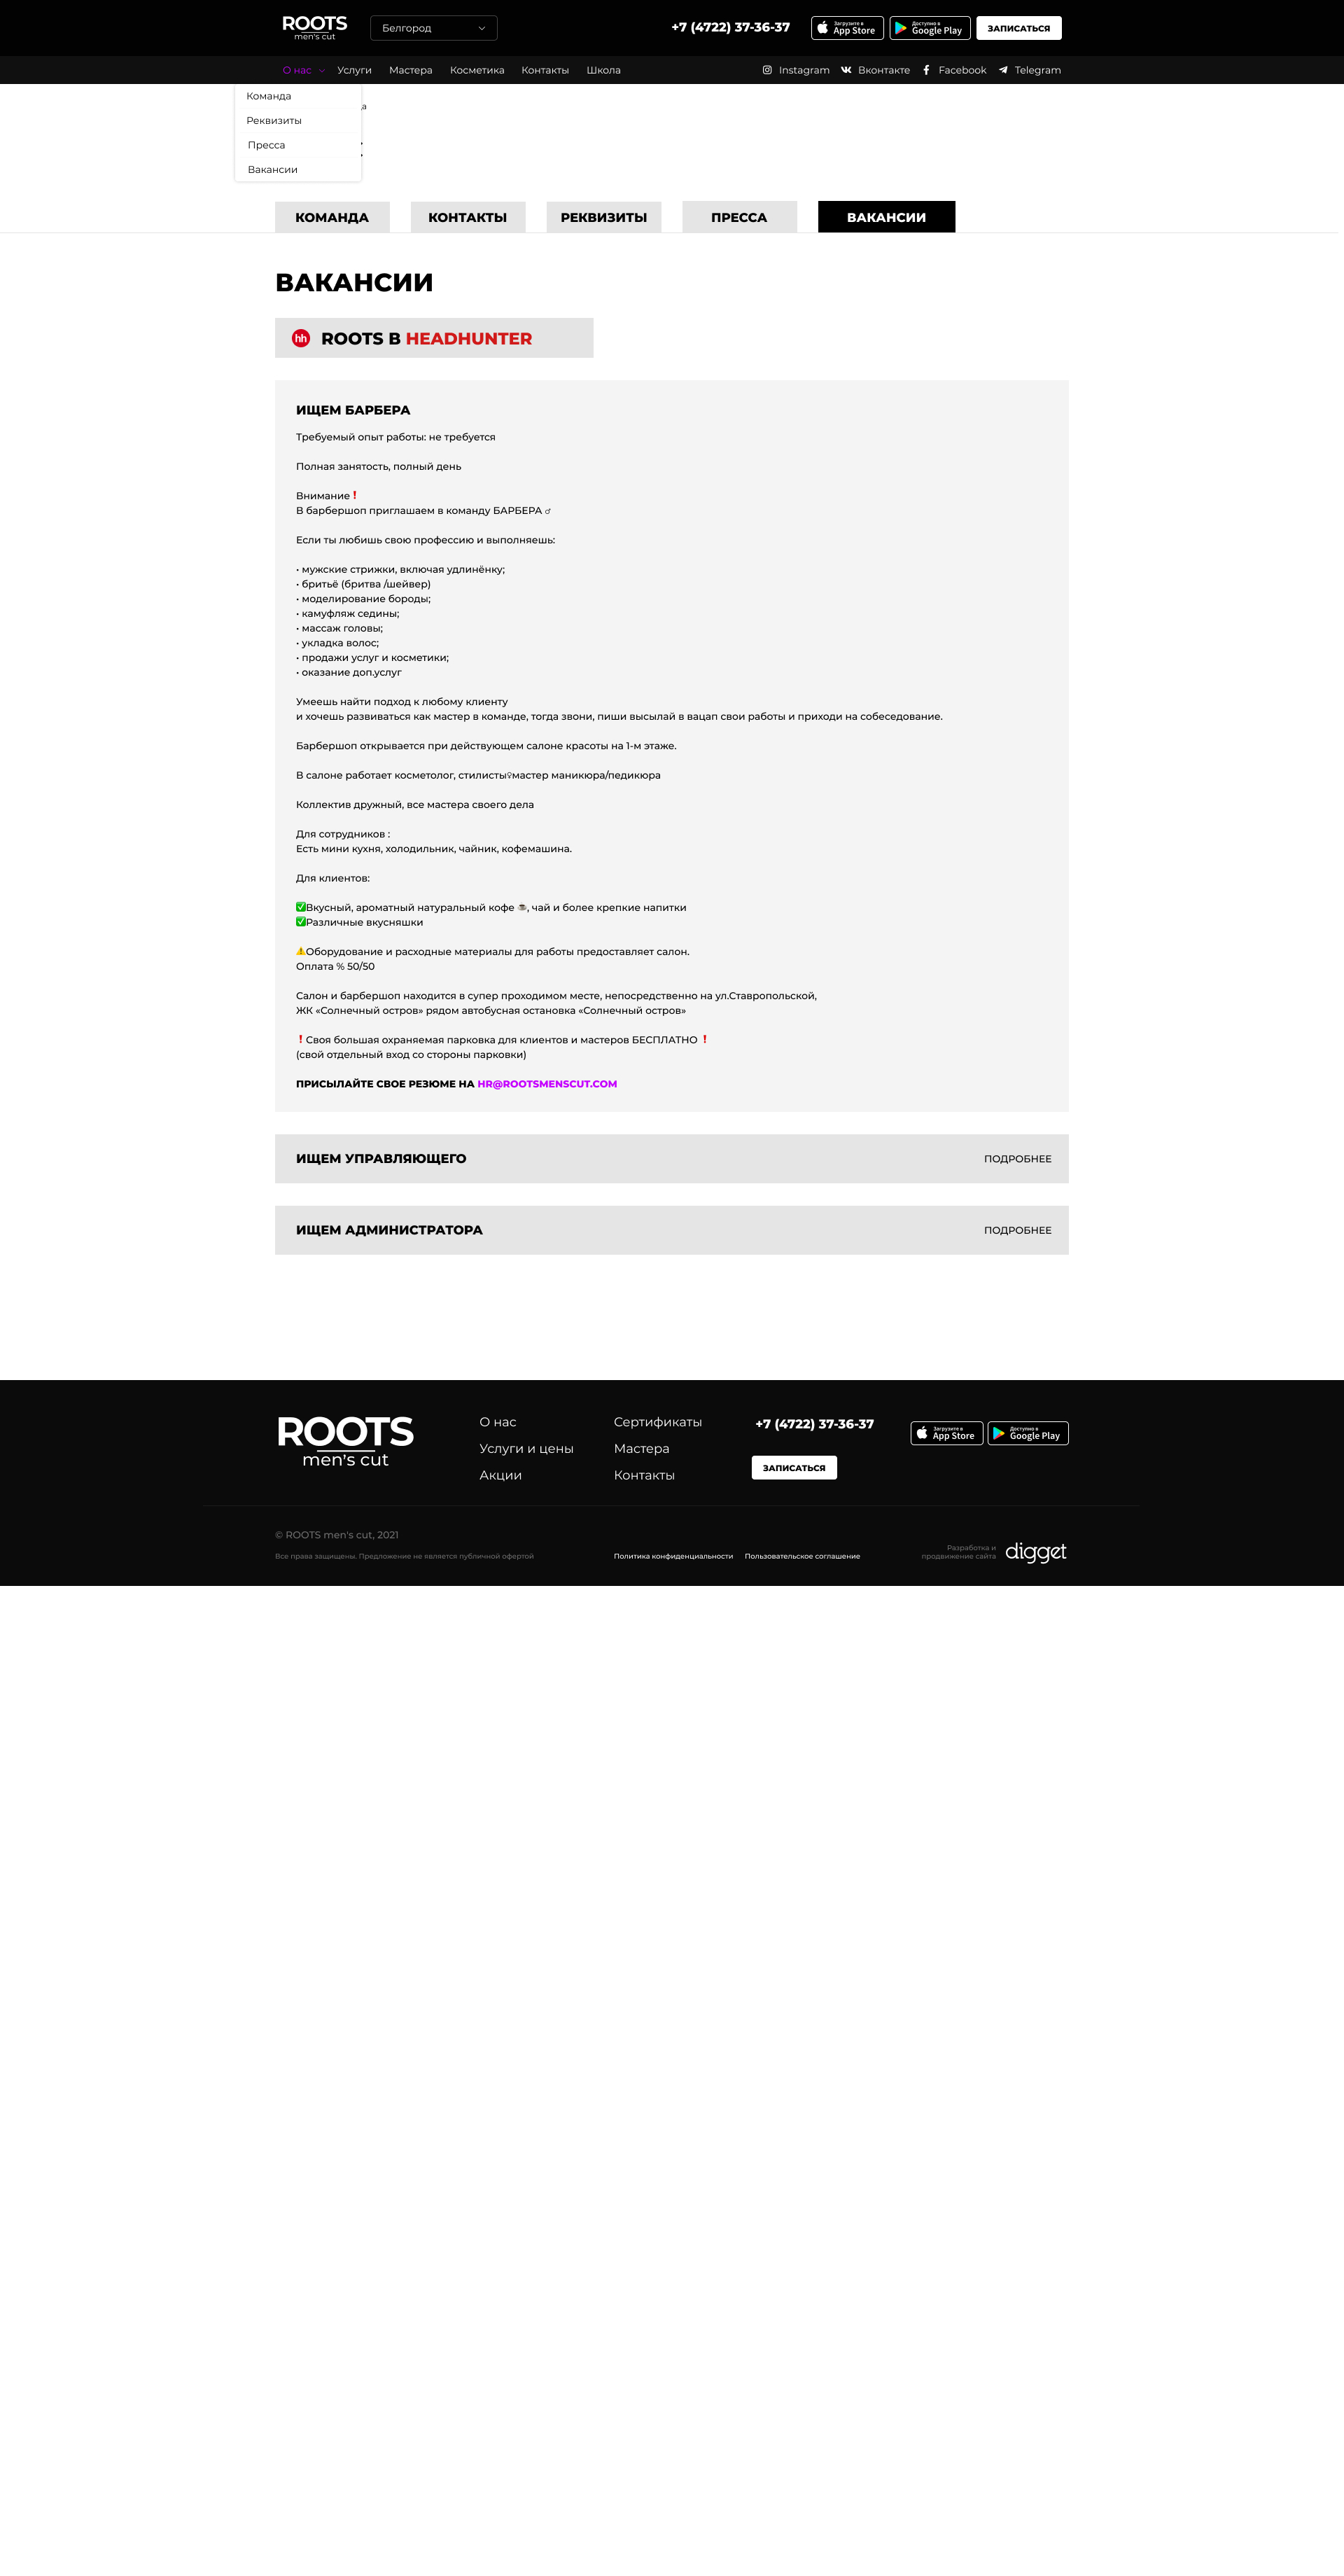 ROOTS
men's cut
Белгород
+7 (4722) 37-36-37
Загрузите в
App Store
Доступно в
Google Play
ЗАПИСАТЬСЯ
О нас
Услуги
Мастера
Косметика
Контакты
Школа
Instagram
Вконтакте
Facebook
Telegram
Команда
Реквизиты
Пресса
Вакансии
КОМАНДА
КОНТАКТЫ
РЕКВИЗИТЫ
ПРЕССА
ВАКАНСИИ
ВАКАНСИИ
hh ROOTS В HEADHUNTER
ИЩЕМ БАРБЕРА
Требуемый опыт работы: не требуется
Полная занятость, полный день
Внимание❗
В барбершоп приглашаем в команду БАРБЕРА ♂
Если ты любишь свою профессию и выполняешь:
• мужские стрижки, включая удлинёнку;
• бритьё (бритва /шейвер)
• моделирование бороды;
• камуфляж седины;
• массаж головы;
• укладка волос;
• продажи услуг и косметики;
• оказание доп.услуг
Умеешь найти подход к любому клиенту
и хочешь развиваться как мастер в команде, тогда звони, пиши высылай в вацап свои работы и приходи на собеседование.
Барбершоп открывается при действующем салоне красоты на 1-м этаже.
В салоне работает косметолог, стилисты♀мастер маникюра/педикюра
Коллектив дружный, все мастера своего дела
Для сотрудников :
Есть мини кухня, холодильник, чайник, кофемашина.
Для клиентов:
✅Вкусный, ароматный натуральный кофе ☕, чай и более крепкие напитки
✅Различные вкусняшки
⚠Оборудование и расходные материалы для работы предоставляет салон.
Оплата % 50/50
Салон и барбершоп находится в супер проходимом месте, непосредственно на ул.Ставропольской,
ЖК «Солнечный остров» рядом автобусная остановка «Солнечный остров»
❗Своя большая охраняемая парковка для клиентов и мастеров БЕСПЛАТНО ❗
(свой отдельный вход со стороны парковки)
ПРИСЫЛАЙТЕ СВОЕ РЕЗЮМЕ НА HR@ROOTSMENSCUT.COM
ИЩЕМ УПРАВЛЯЮЩЕГО
ПОДРОБНЕЕ
ИЩЕМ АДМИНИСТРАТОРА
ПОДРОБНЕЕ
ROOTS
men's cut
О нас
Услуги и цены
Акции
Сертификаты
Мастера
Контакты
+7 (4722) 37-36-37
ЗАПИСАТЬСЯ
Загрузите в
App Store
Доступно в
Google Play
© ROOTS men's cut, 2021
Все права защищены. Предложение не является публичной офертой
Политика конфиденциальности
Пользовательское соглашение
Разработка и
продвижение сайта
digget